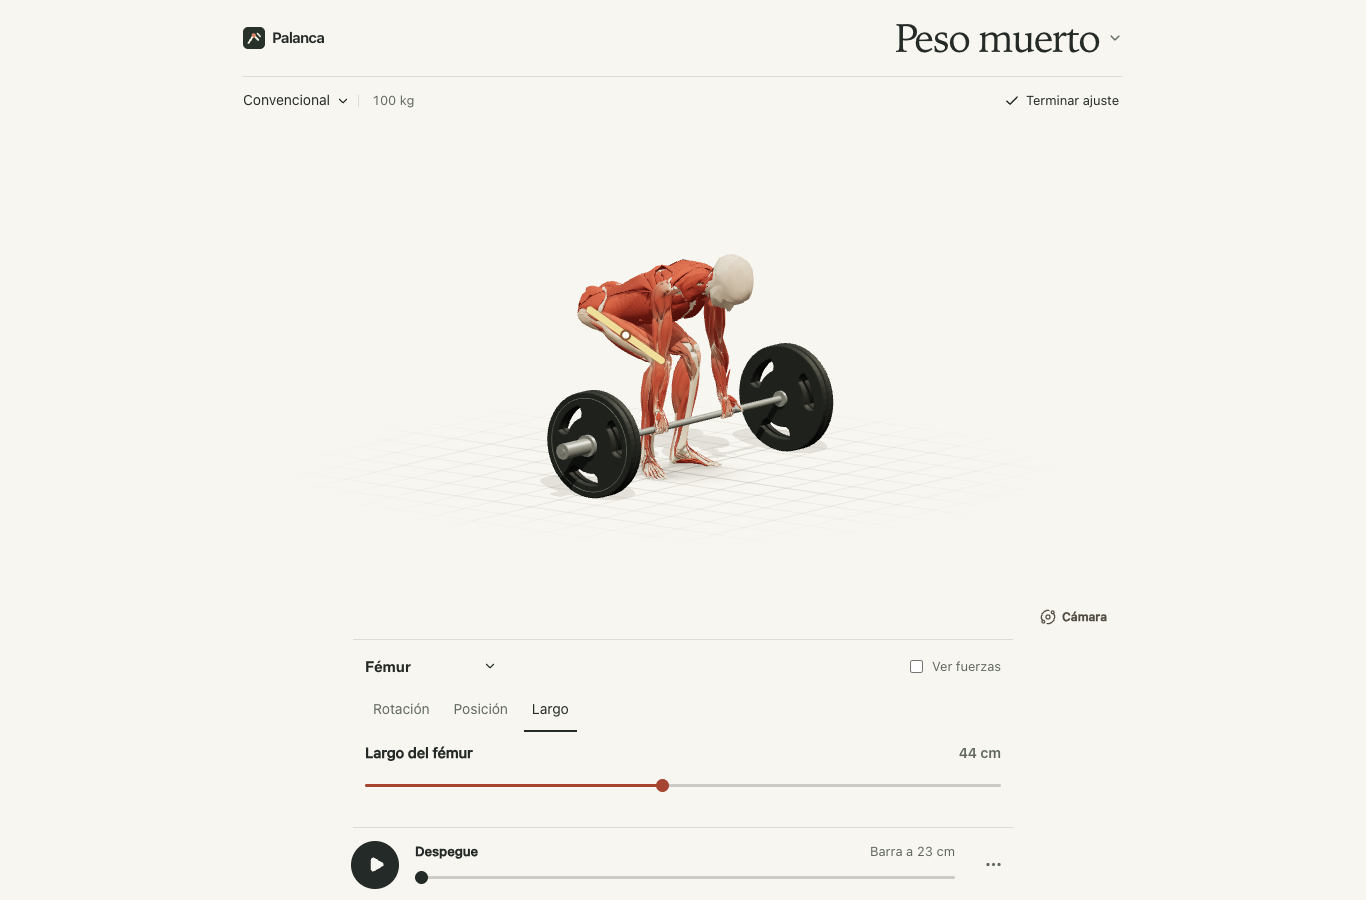 Palanca
Peso muerto
Convencional
100 kg
Terminar ajuste
Cámara
Fémur
Ver fuerzas
Rotación
Posición
Largo
Largo del fémur
44 cm
Despegue
Barra a 23 cm